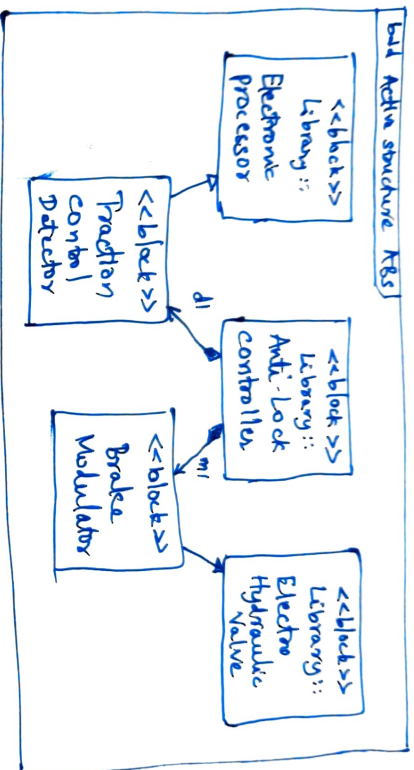 bdd Active structure ABS
<<block>>
Library::
Electronic
Processor
<<block>>
Library::
Anti-Lock
Controller
<<block>>
Library::
Electro
Hydraulic
Valve
d1
m1
<<block>>
Traction
Control
Detector
<<block>>
Brake
Modulator